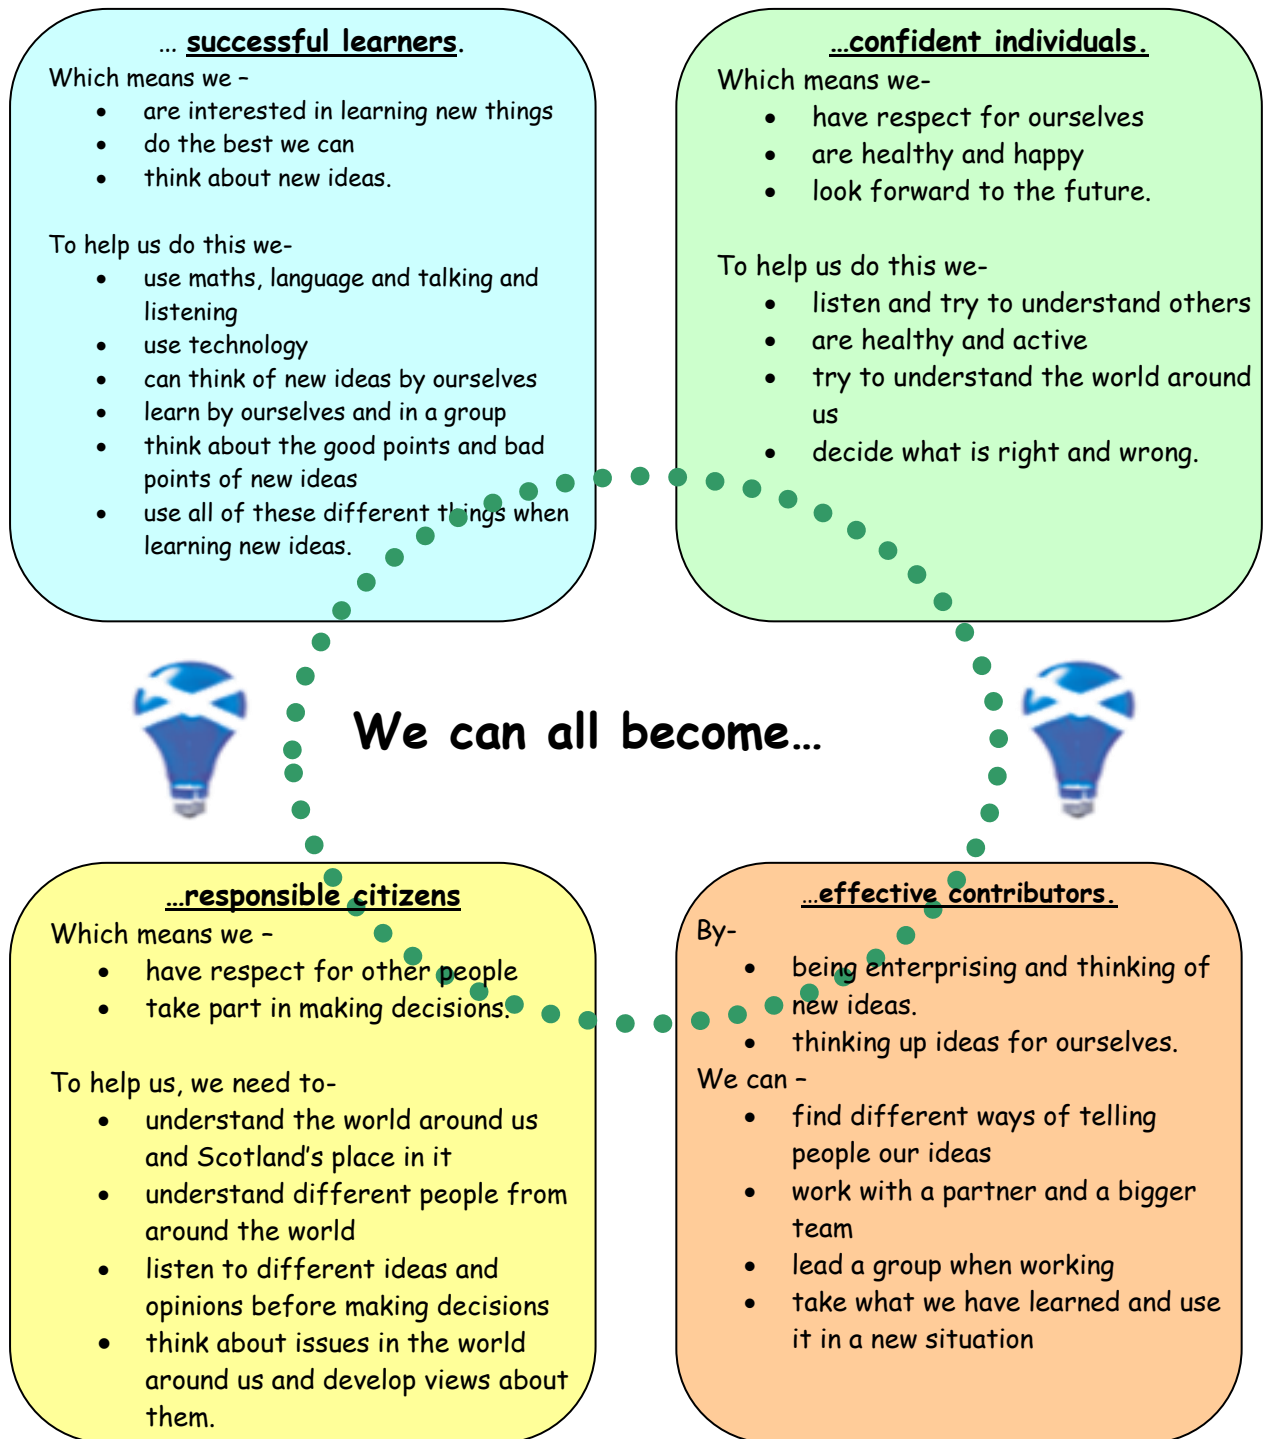 … successful learners.
Which means we –
• are interested in learning new things
• do the best we can
• think about new ideas.
To help us do this we-
• use maths, language and talking and
listening
• use technology
• can think of new ideas by ourselves
• learn by ourselves and in a group
• think about the good points and bad
points of new ideas
• use all of these different things when
learning new ideas.
…confident individuals.
Which means we-
• have respect for ourselves
• are healthy and happy
• look forward to the future.
To help us do this we-
• listen and try to understand others
• are healthy and active
• try to understand the world around
us
• decide what is right and wrong.
We can all become…
…responsible citizens
Which means we –
• have respect for other people
• take part in making decisions.
To help us, we need to-
• understand the world around us
and Scotland’s place in it
• understand different people from
around the world
• listen to different ideas and
opinions before making decisions
• think about issues in the world
around us and develop views about
them.
…effective contributors.
By-
• being enterprising and thinking of
new ideas.
• thinking up ideas for ourselves.
We can –
• find different ways of telling
people our ideas
• work with a partner and a bigger
team
• lead a group when working
• take what we have learned and use
it in a new situation